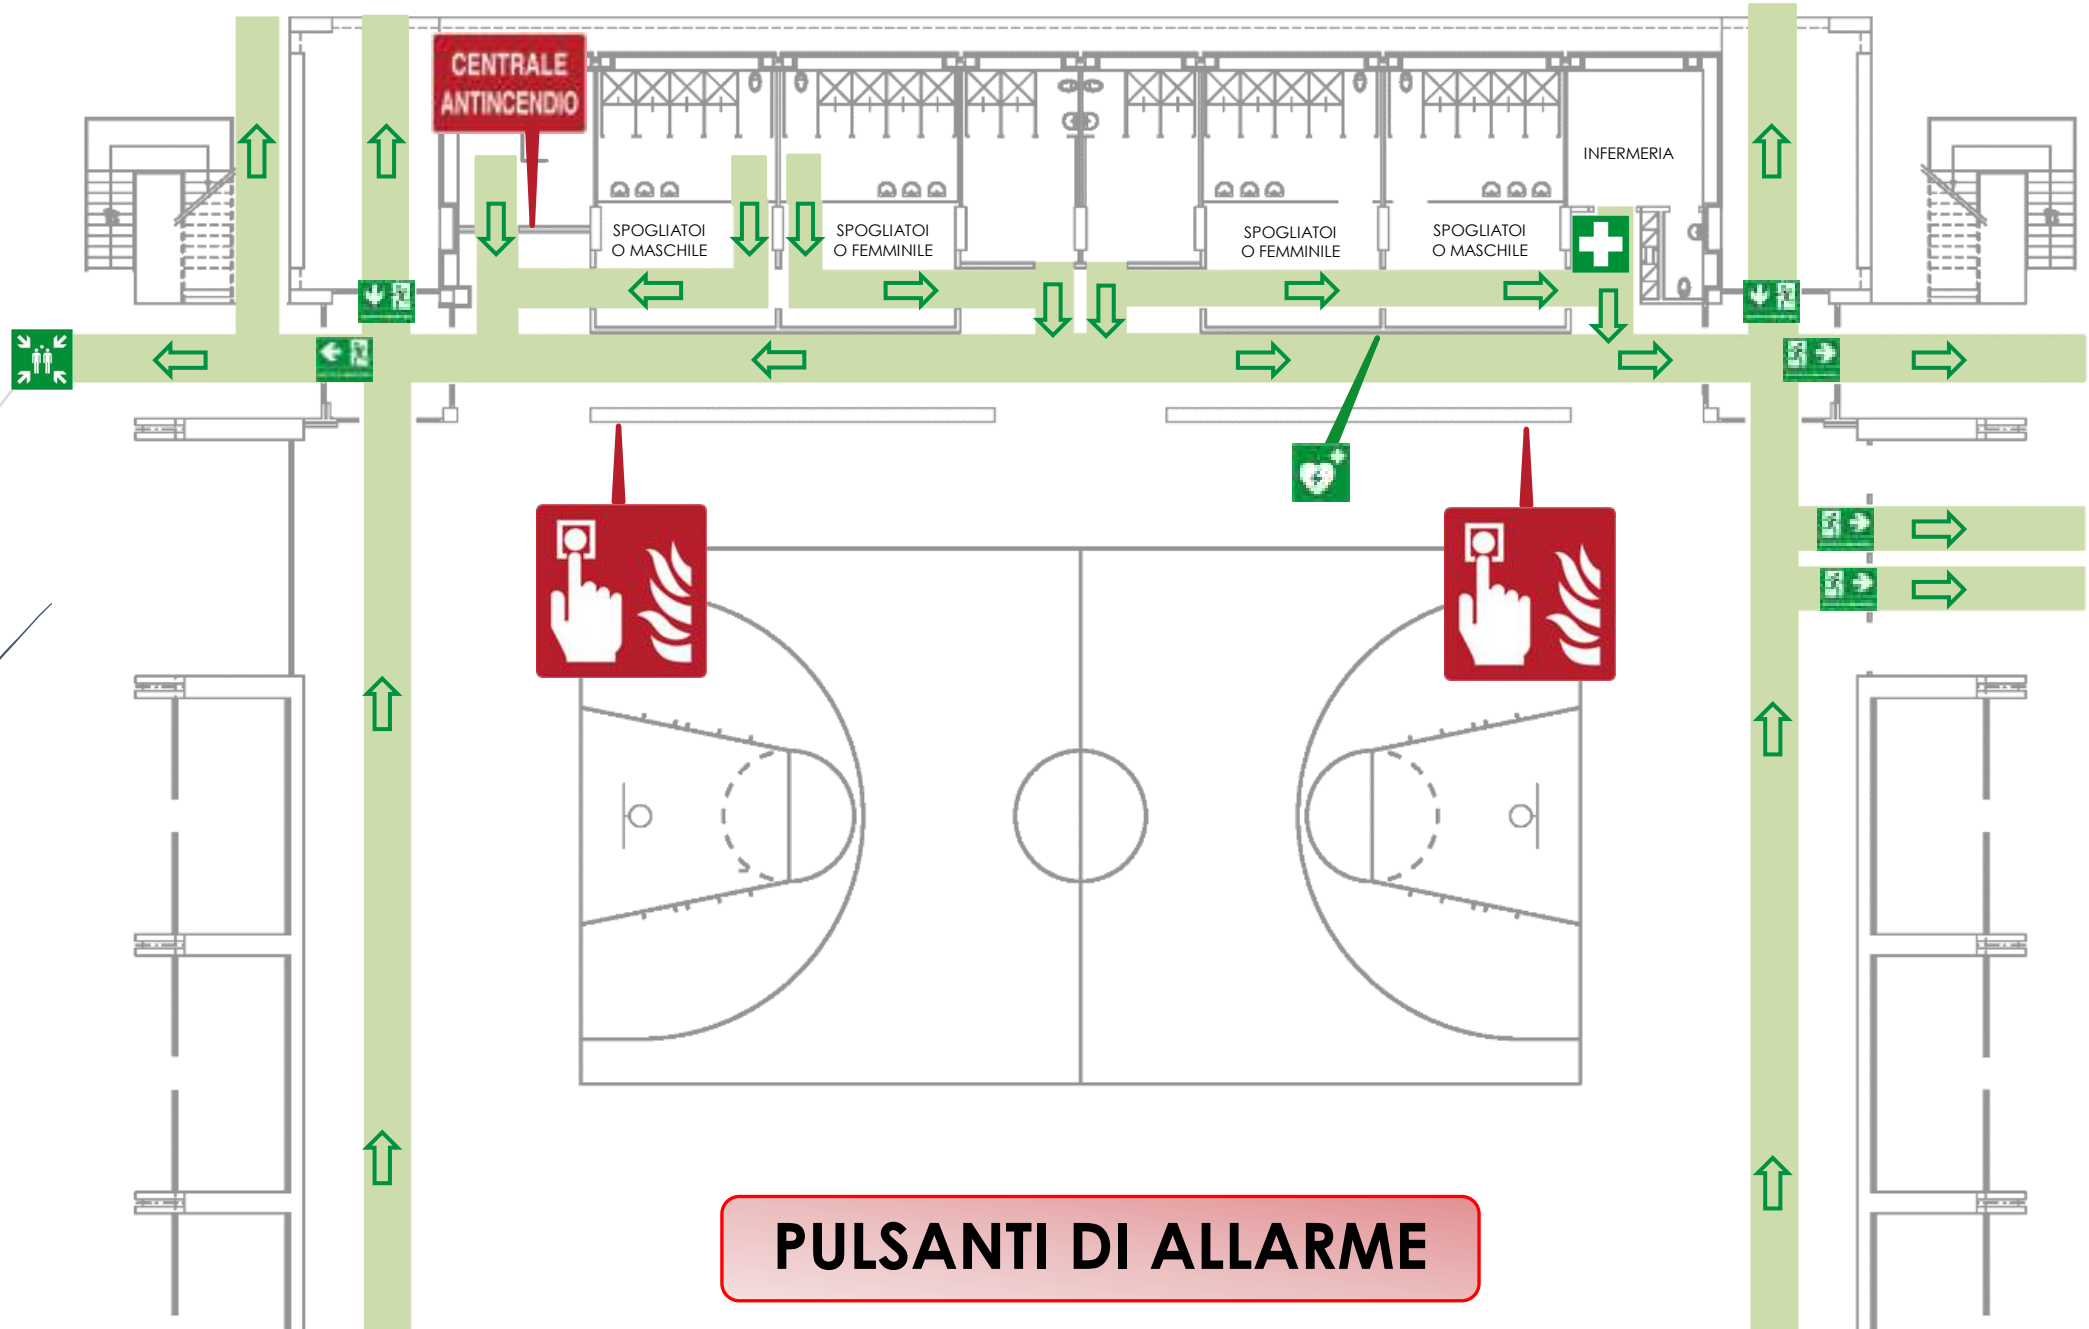 CENTRALE
ANTINCENDIO
INFERMERIA
SPOGLIATOI
O MASCHILE
SPOGLIATOI
O FEMMINILE
SPOGLIATOI
O FEMMINILE
SPOGLIATOI
O MASCHILE
PULSANTI DI ALLARME